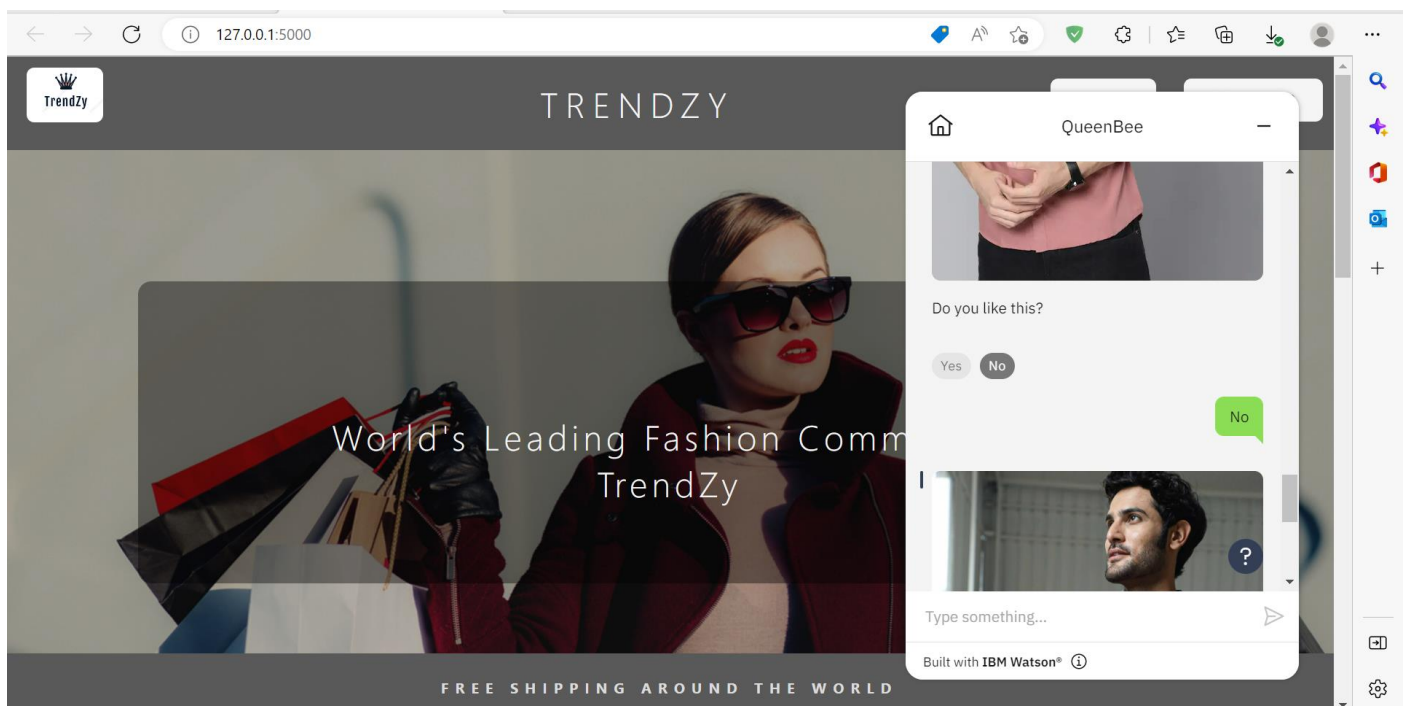 127.0.0.1:5000
TrendZy
TRENDZY
QueenBee
Do you like this?
Yes No
No
World's Leading Fashion Comm
TrendZy
?
Type something...
Built with IBM Watson®
FREE SHIPPING AROUND THE WORLD